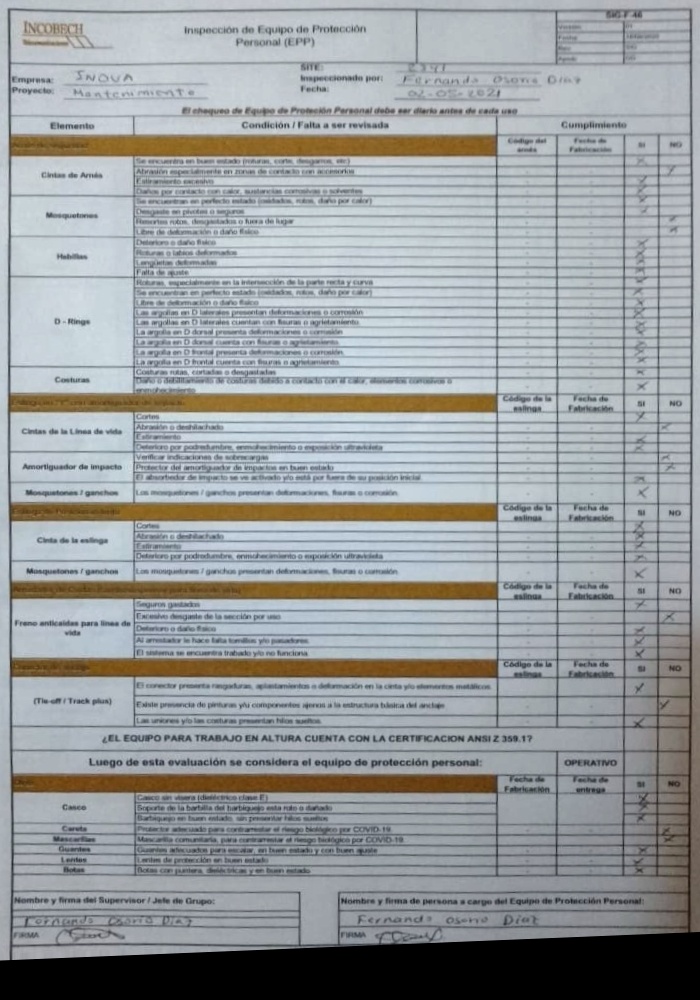 INCOBECH
Inspección de Equipo de Protección
Personal (EPP)
SIG-F-46
SITE:
Empresa: INOVA
Inspeccionado por: Fernando Osorio Diaz
Proyecto: Mantenimiento
Fecha: 02-05-2021
El chequeo de Equipo de Protección Personal debe ser diario antes de cada uso
Elemento Condición / Falta a ser revisada Cumplimiento
Código del arnés Fecha de Fabricación SI NO
Se encuentra en buen estado (roturas, corte, desgarros, etc)
Cintas de Arnés Abrasión especialmente en zonas de contacto con accesorios X
Estiramiento excesivo X
Daños por contacto con calor, sustancias corrosivas o solventes X
Se encuentran en perfecto estado (oxidados, rotos, daño por calor) X
Mosquetones Desgaste en pivotes o seguros X
Resortes rotos, desgastados o fuera de lugar X
Libre de deformación o daño físico X
Deterioro o daño físico X
Hebillas Roturas o labios deformados X
Lengüetas deformadas X
Falta de ajuste X
Roturas, especialmente en la intersección de la parte recta y curva X
Se encuentran en perfecto estado (oxidados, rotos, daño por calor) X
Libre de deformación o daño físico X
Las argollas en D laterales presentan deformaciones o corrosión X
D - Rings Las argollas en D laterales cuentan con fisuras o agrietamiento X
La argolla en D dorsal presenta deformaciones o corrosión X
La argolla en D dorsal cuenta con fisuras o agrietamiento X
La argolla en D frontal presenta deformaciones o corrosión X
La argolla en D frontal cuenta con fisuras o agrietamiento X
Costuras rotas, cortadas o desgastadas X
Costuras Daño o debilitamiento de costuras debido a contacto con el calor, elementos corrosivos o
enmohecimiento X
Código de la eslinga Fecha de Fabricación SI NO
Cortes X
Cintas de la Línea de vida Abrasión o deshilachado X
Estiramiento
Deterioro por podredumbre, enmohecimiento o exposición ultravioleta X
Verificar indicaciones de sobrecargas X
Amortiguador de impacto Protector del amortiguador de impactos en buen estado X
El absorbedor de impacto se ve activado y/o está por fuera de su posición inicial X
Mosquetones / ganchos Los mosquetones / ganchos presentan deformaciones, fisuras o corrosión X
Código de la eslinga Fecha de Fabricación SI NO
Cortes X
Cinta de la eslinga Abrasión o deshilachado X
Estiramiento X
Deterioro por podredumbre, enmohecimiento o exposición ultravioleta X
Mosquetones / ganchos Los mosquetones / ganchos presentan deformaciones, fisuras o corrosión X
Código de la eslinga Fecha de Fabricación SI NO
Seguros gastados X
Freno anticaídas para línea de vida Excesivo desgaste de la sección por uso X
Deterioro o daño físico X
Al arrestador le hace falta tornillos y/o pasadores X
El sistema se encuentra trabado y/o no funciona X
Código de la eslinga Fecha de Fabricación SI NO
El conector presenta rasgaduras, aplastamientos o deformación en la cinta y/o elementos metálicos X
(Tie-off / Track plus) Existe presencia de pinturas y/u componentes ajenos a la estructura básica del anclaje X
Las uniones y/o las costuras presentan hilos sueltos X
¿EL EQUIPO PARA TRABAJO EN ALTURA CUENTA CON LA CERTIFICACION ANSI Z 359.1?
Luego de esta evaluación se considera el equipo de protección personal: OPERATIVO
Fecha de Fabricación Fecha de entrega SI NO
Casco sin visera (dieléctrico clase E) X
Casco Soporte de la barbilla del barbiquejo esta roto o dañado X
Barbiquejo en buen estado, sin presentar hilos sueltos X
Careta Protector adecuado para contrarrestar el riesgo biológico por COVID-19 X
Mascarillas Mascarilla comunitaria, para contrarrestar el riesgo biológico por COVID-19 X
Guantes Guantes adecuados para escalar, en buen estado y con buen ajuste X
Lentes Lentes de protección en buen estado X
Botas Botas con puntera, dieléctricas y en buen estado X
Nombre y firma del Supervisor / Jefe de Grupo:
Nombre y firma de persona a cargo del Equipo de Protección Personal:
Fernando Osorio Diaz
Fernando Osorio Diaz
FIRMA
FIRMA